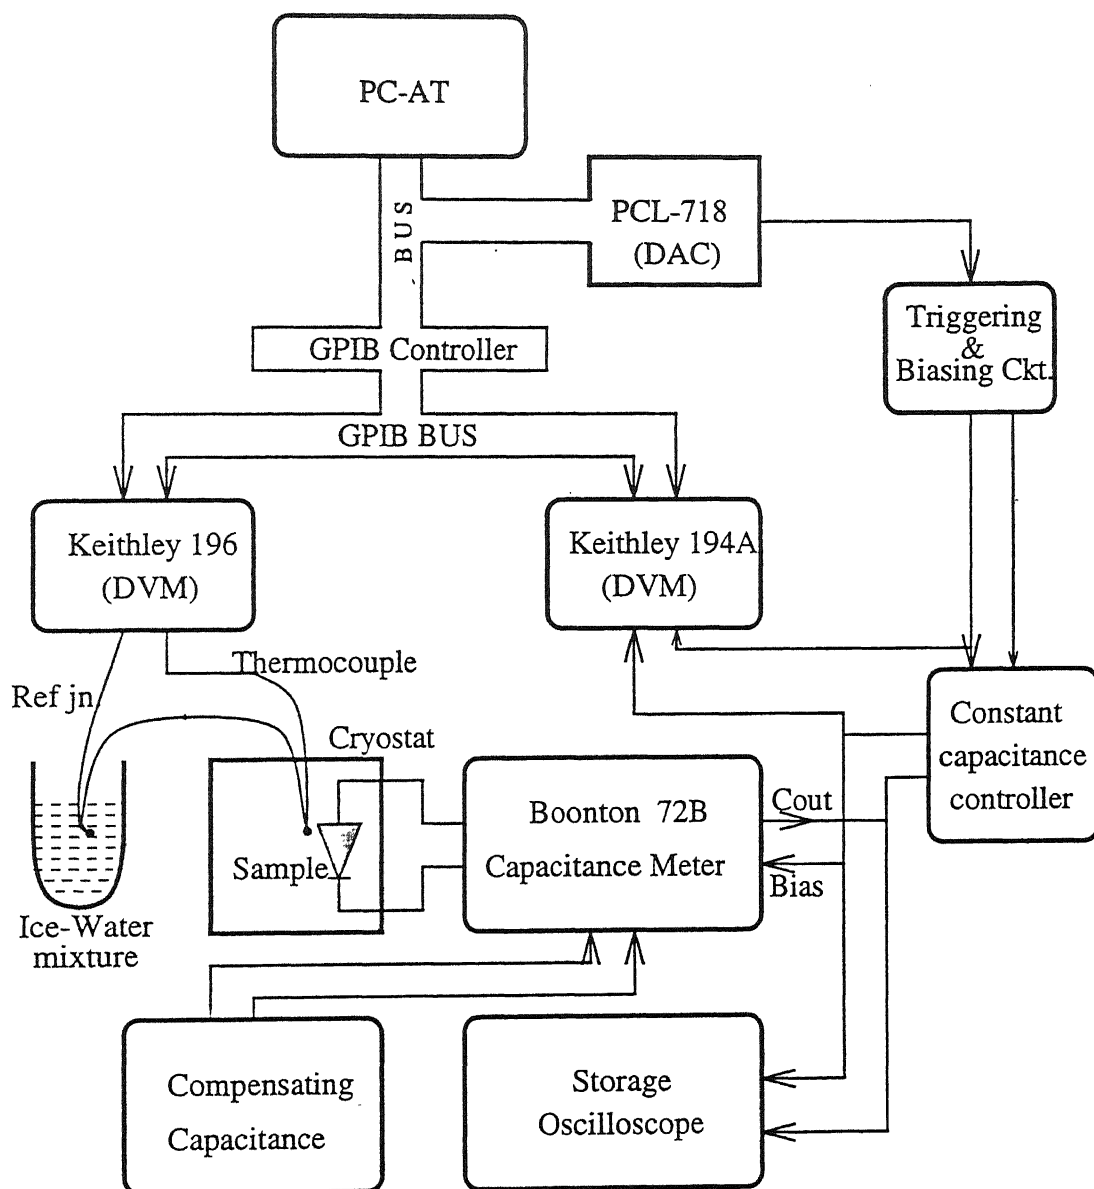 PC-AT
BUS
PCL-718
(DAC)
Triggering
&
Biasing Ckt.
GPIB Controller
GPIB BUS
Keithley 196
(DVM)
Keithley 194A
(DVM)
Thermocouple
Ref jn.
Cryostat
Constant
capacitance
controller
Cout
Boonton 72B
Capacitance Meter
Sample
Bias
Ice-Water
mixture
Compensating
Capacitance
Storage
Oscilloscope